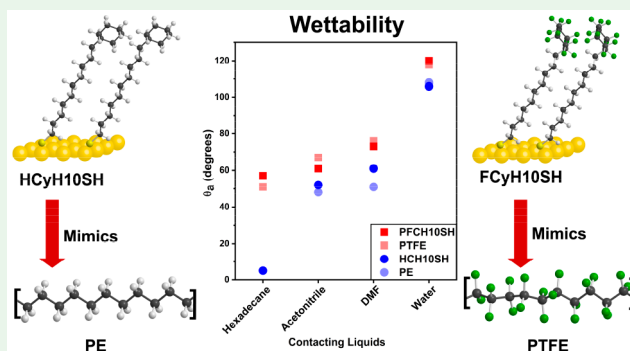 Wettability
HCyH10SH
Mimics
PE
θa (degrees)
120
100
80
60
40
20
0
PFCH10SH
PTFE
HCH10SH
PE
Hexadecane
Acetonitrile
DMF
Water
Contacting Liquids
FCyH10SH
Mimics
PTFE